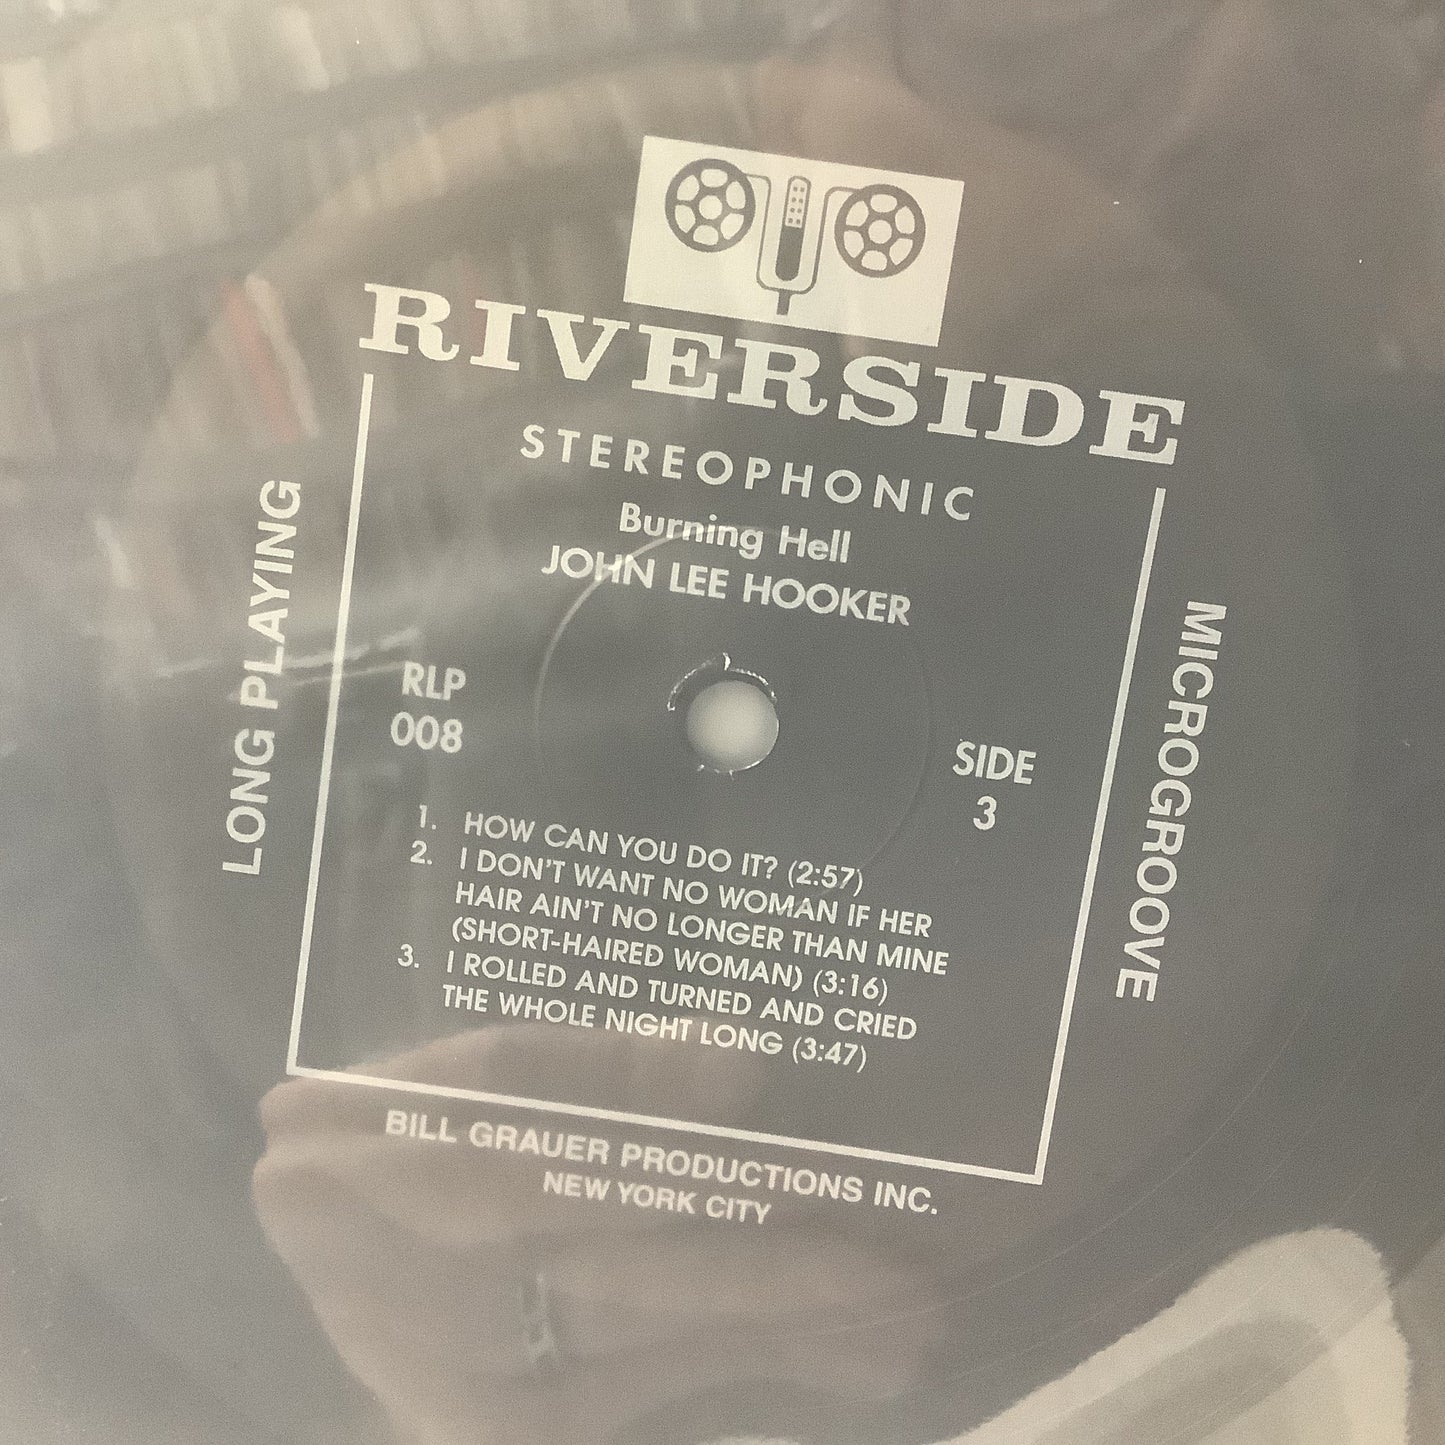 RIVERSIDE
STEREOPHONIC
Burning Hell
JOHN LEE HOOKER
LONG PLAYING
MICROGROOVE
RLP
008
SIDE
3
1. HOW CAN YOU DO IT? (2:57)
2. I DON'T WANT NO WOMAN IF HER
HAIR AIN'T NO LONGER THAN MINE
(SHORT-HAIRED WOMAN) (3:16)
3. I ROLLED AND TURNED AND CRIED
THE WHOLE NIGHT LONG (3:47)
BILL GRAUER PRODUCTIONS INC.
NEW YORK CITY